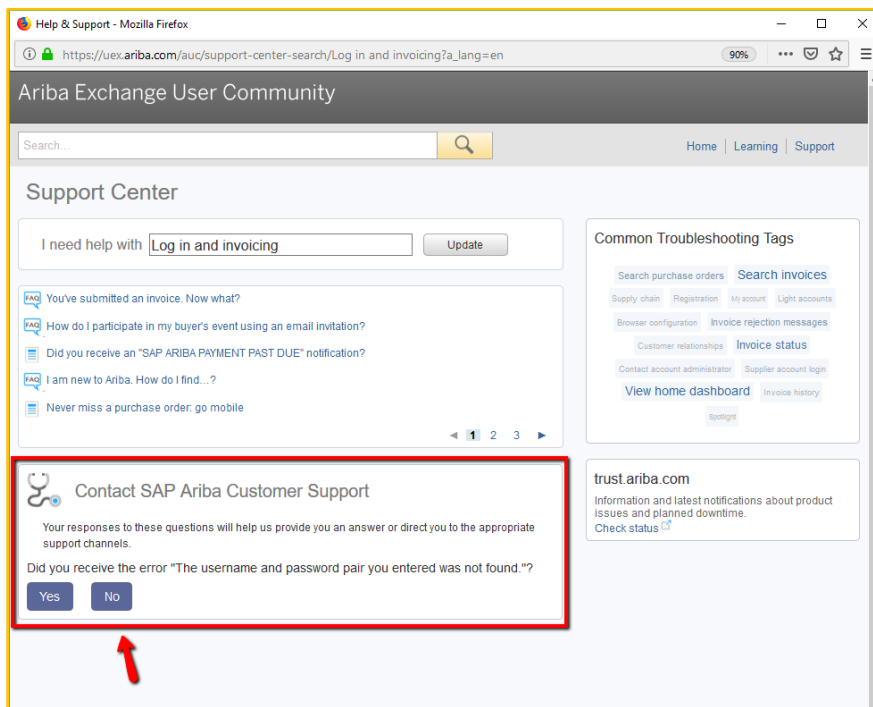 Help & Support - Mozilla Firefox
https://uex.ariba.com/auc/support-center-search/Log in and invoicing?a_lang=en
90%
Ariba Exchange User Community
Search...
Home | Learning | Support
Support Center
I need help with Log in and invoicing Update
FAQ You've submitted an invoice. Now what?
FAQ How do I participate in my buyer's event using an email invitation?
Did you receive an "SAP ARIBA PAYMENT PAST DUE" notification?
FAQ I am new to Ariba. How do I find...?
Never miss a purchase order: go mobile
1 2 3
Contact SAP Ariba Customer Support
Your responses to these questions will help us provide you an answer or direct you to the appropriate
support channels.
Did you receive the error "The username and password pair you entered was not found."?
Yes No
Common Troubleshooting Tags
Search purchase orders Search invoices
Supply chain Registration My account Light accounts
Browser configuration Invoice rejection messages
Customer relationships Invoice status
Contact account administrator Supplier account login
View home dashboard Invoice history
Spotlight
trust.ariba.com
Information and latest notifications about product
issues and planned downtime.
Check status